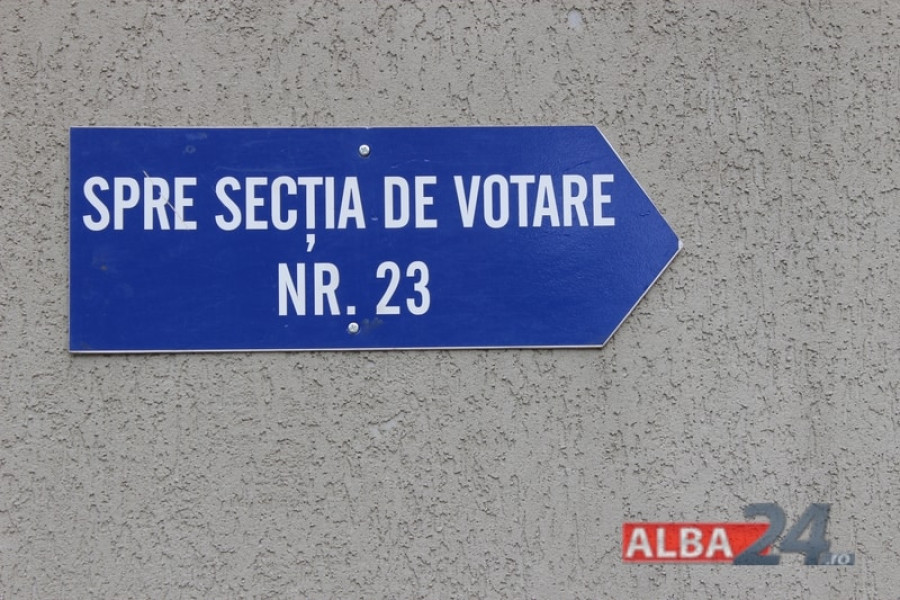 SPRE SECȚIA DE VOTARE
NR. 23
ALBA24.ro